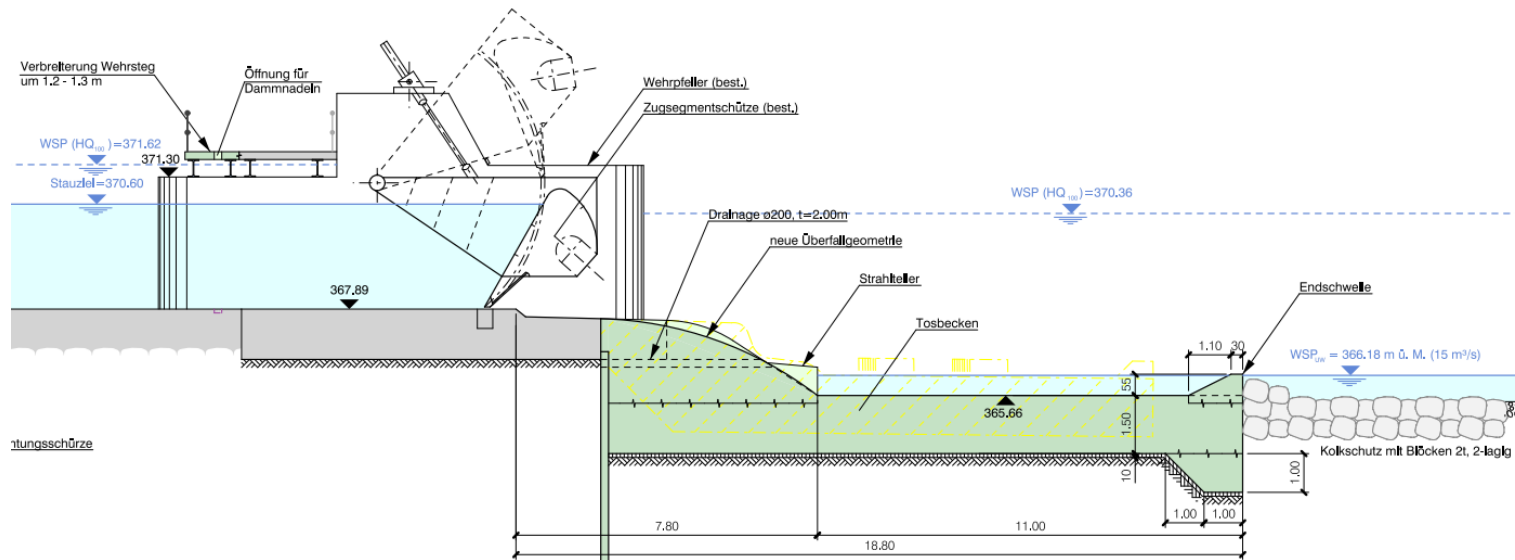 Verbreiterung Wehrsteg
um 1.2 - 1.3 m
Öffnung für
Dammnadeln
Wehrpfeiler (best.)
Zugsegmentschütze (best.)
WSP (HQ100)=371.62
371.30
Stauziel=370.60
WSP (HQ100)=370.36
Drainage ø200, t=2.00m
neue Überfallgeometrie
Strahlteiler
Endschwelle
367.89
Tosbecken
1.10
30
WSPUW = 366.18 m ü. M. (15 m³/s)
55
365.66
1.50
htungsschürze
Kolkschutz mit Blöcken 2t, 2-lagig
10
1.00
1.00
1.00
7.80
11.00
18.80